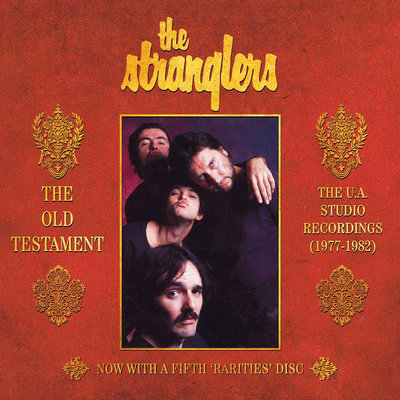 the
stranglers
THE
OLD
TESTAMENT
THE U.A.
STUDIO
RECORDINGS
(1977-1982)
NOW WITH A FIFTH ‘RARITIES’ DISC